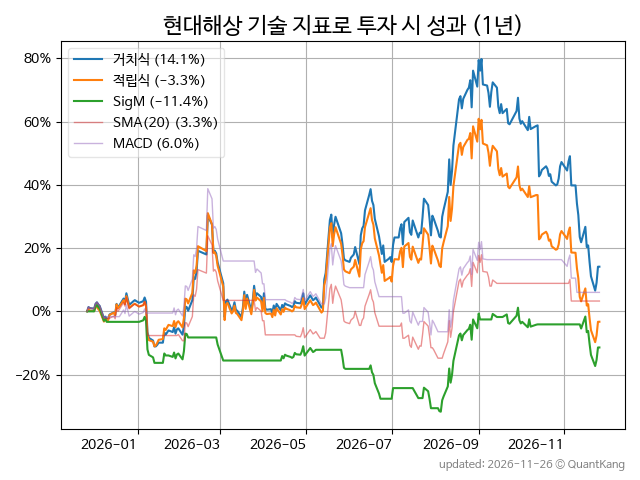 현대해상 기술 지표로 투자 시 성과 (1년)
거치식 (14.1%)
적립식 (−3.3%)
SigM (−11.4%)
SMA(20) (3.3%)
MACD (6.0%)
80%
60%
40%
20%
0%
−20%
2026-01 2026-03 2026-05 2026-07 2026-09 2026-11
updated: 2026-11-26 ⓒ QuantKang